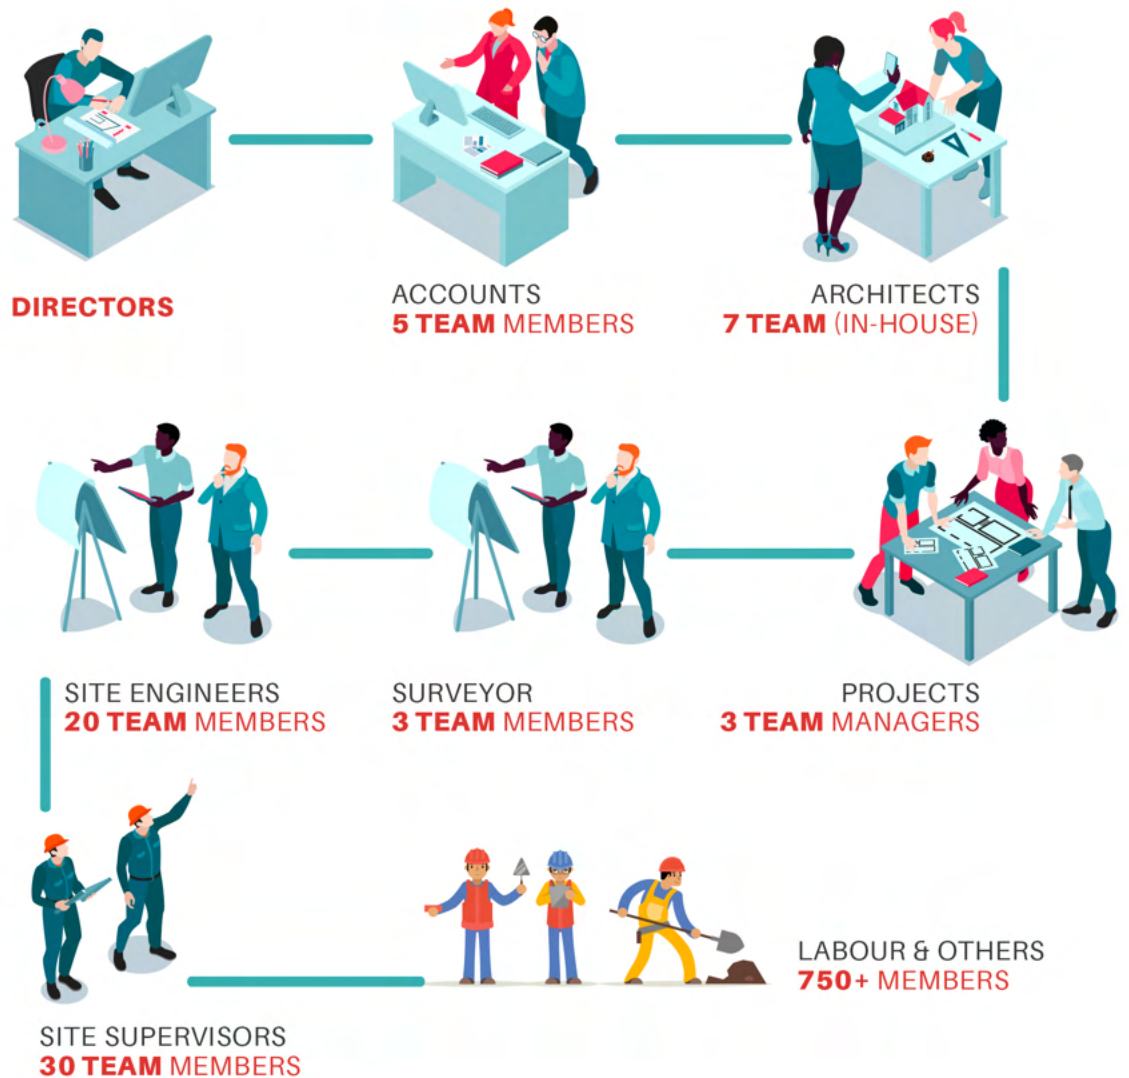 DIRECTORS
ACCOUNTS
5 TEAM MEMBERS
ARCHITECTS
7 TEAM (IN-HOUSE)
SITE ENGINEERS
20 TEAM MEMBERS
SURVEYOR
3 TEAM MEMBERS
PROJECTS
3 TEAM MANAGERS
LABOUR & OTHERS
750+ MEMBERS
SITE SUPERVISORS
30 TEAM MEMBERS